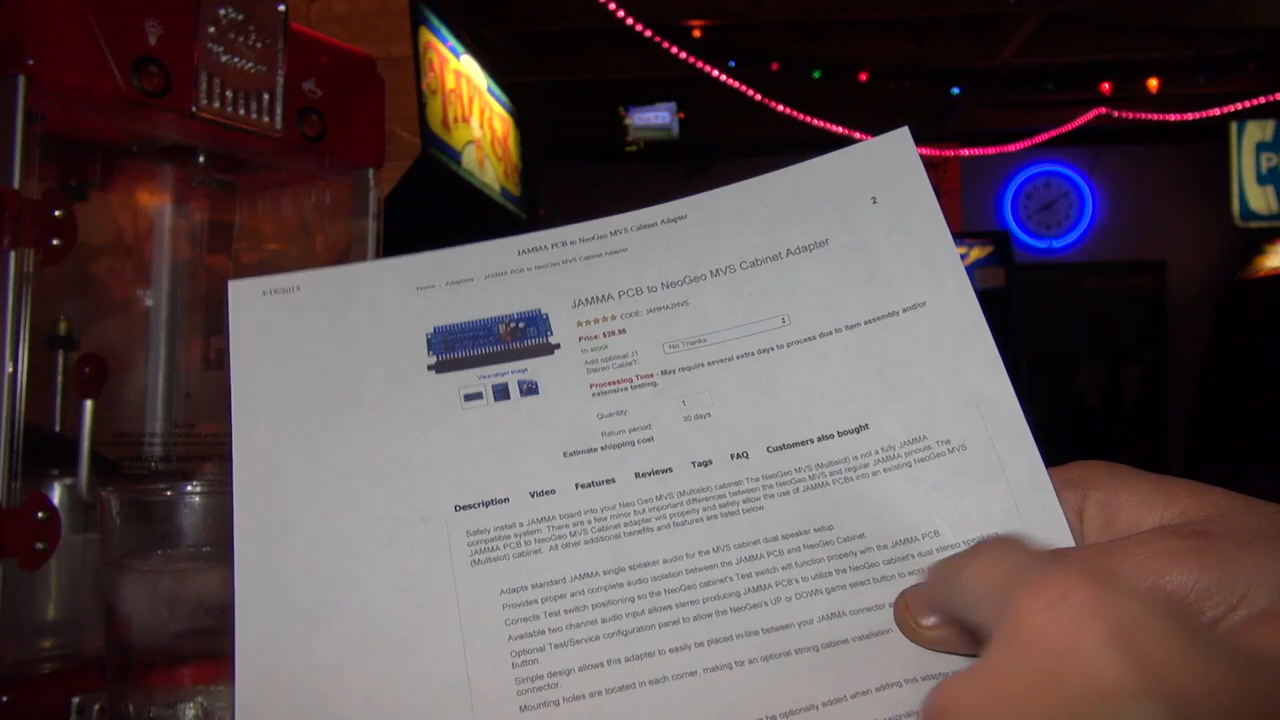 2
JAMMA PCB to NeoGeo MVS Cabinet Adapter
4/19/2013
Home - Adapters - JAMMA PCB to NeoGeo MVS Cabinet Adapter
JAMMA PCB to NeoGeo MVS Cabinet Adapter
CODE: JAMMA2MVS
Price: $28.95
In stock
Add optional J1
Stereo Cable?:
No Thanks
Processing Time - May require several extra days to process due to item assembly and/or
extensive testing.
View larger image
Quantity:
1
Return period:
30 days
Estimate shipping cost
Description Video Features Reviews Tags FAQ Customers also bought
Safely install a JAMMA board into your Neo Geo MVS (Multislot) cabinet! The NeoGeo MVS (Multislot) is not a fully JAMMA
compatible system. There are a few minor but important differences between the NeoGeo MVS and regular JAMMA pinouts. The
JAMMA PCB to NeoGeo MVS Cabinet adapter will properly and safely allow the use of JAMMA PCBs into an existing NeoGeo MVS
(Multislot) cabinet. All other additional benefits and features are listed below.
Adapts standard JAMMA single speaker audio for the MVS cabinet dual speaker setup.
Provides proper and complete audio isolation between the JAMMA PCB and NeoGeo Cabinet.
Corrects Test switch positioning so the NeoGeo cabinet's Test switch will function properly with the JAMMA PCB.
Available two channel audio input allows stereo producing JAMMA PCB's to utilize the NeoGeo cabinet's dual stereo speakers.
Optional Test/Service configuration panel to allow the NeoGeo's UP or DOWN game select button to work
button.
Simple design allows this adapter to easily be placed in-line between your JAMMA connector
connector.
Mounting holes are located in each corner, making for an optional strong cabinet installation.
be optionally added when adding this adapter